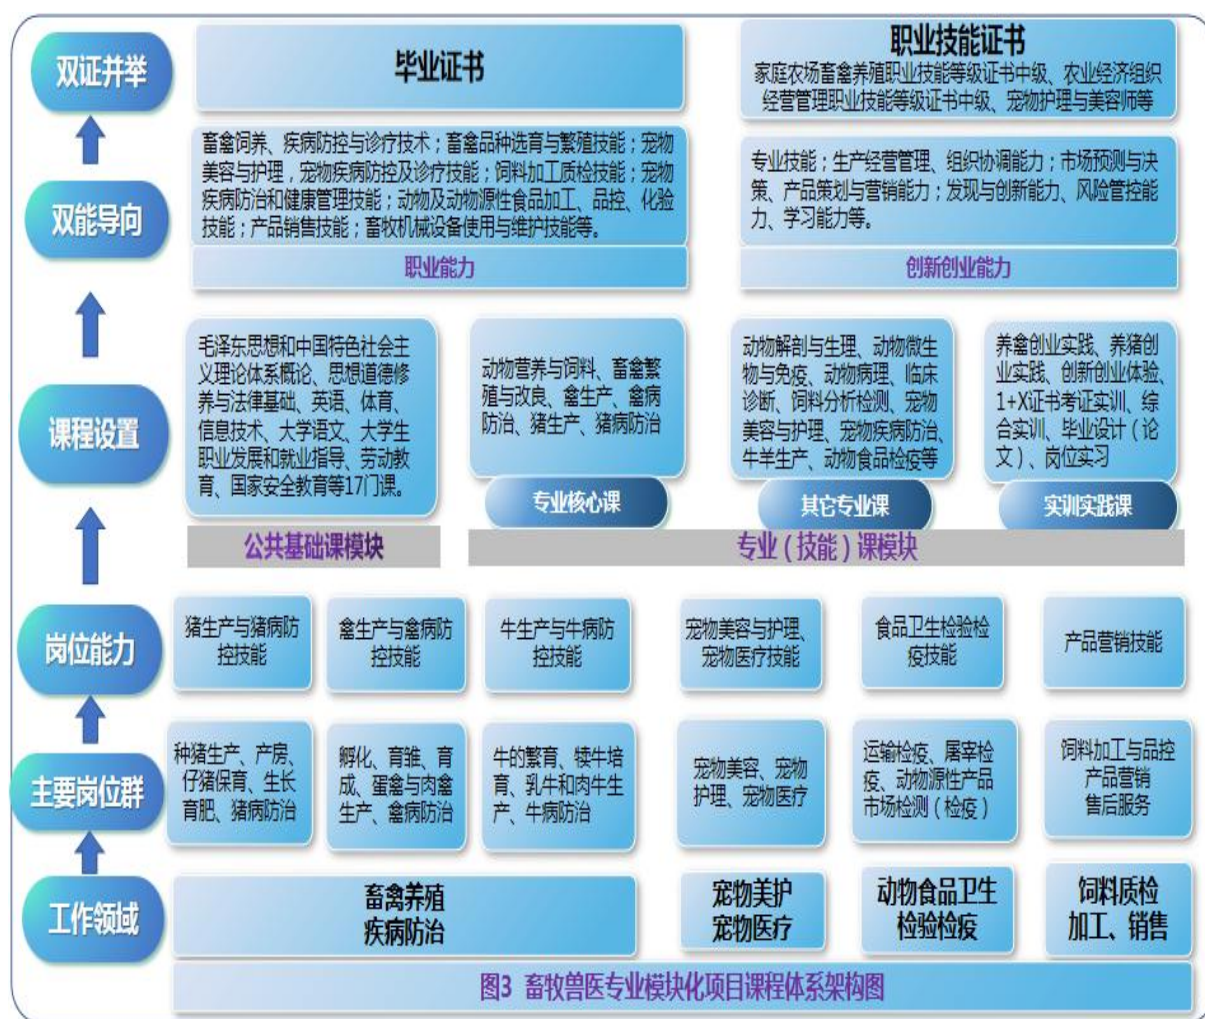 双证并举
毕业证书
职业技能证书
家庭农场畜禽养殖职业技能等级证书中级、农业经济组织
经营管理职业技能等级证书中级、宠物护理与美容师等
双能导向
畜禽饲养、疾病防控与诊疗技术；畜禽品种选育与繁殖技能；宠物
美容与护理，宠物疾病防控及诊疗技能；饲料加工质检技能；宠物
疾病防治和健康管理技能；动物及动物源性食品加工、品控、化验
技能；产品销售技能；畜牧机械设备使用与维护技能等。
职业能力
专业技能；生产经营管理、组织协调能力；市场预测与决
策、产品策划与营销能力；发现与创新能力、风险管控能
力、学习能力等。
创新创业能力
课程设置
毛泽东思想和中国特色社会主
义理论体系概论、思想道德修
养与法律基础、英语、体育、
信息技术、大学语文、大学生
职业发展和就业指导、劳动教
育、国家安全教育等17门课。
公共基础课模块
动物营养与饲料、畜禽繁
殖与改良、禽生产、禽病
防治、猪生产、猪病防治
专业核心课
动物解剖与生理、动物微生
物与免疫、动物病理、临床
诊断、饲料分析检测、宠物
美容与护理、宠物疾病防治、
牛羊生产、动物食品检疫等
其它专业课
养禽创业实践、养猪创
业实践、创新创业体验、
1+X证书考证实训、综
合实训、毕业设计（论
文）、岗位实习
实训实践课
专业（技能）课模块
岗位能力
猪生产与猪病防
控技能
禽生产与禽病防
控技能
牛生产与牛病防
控技能
宠物美容与护理、
宠物医疗技能
食品卫生检验检
疫技能
产品营销技能
主要岗位群
种猪生产、产房、
仔猪保育、生长
育肥、猪病防治
孵化、育雏、育
成、蛋禽与肉禽
生产、禽病防治
牛的繁育、犊牛培
育、乳牛和肉牛生
产、牛病防治
宠物美容、宠物
护理、宠物医疗
运输检疫、屠宰检
疫、动物源性产品
市场检测（检疫）
饲料加工与品控
产品营销
售后服务
工作领域
畜禽养殖
疾病防治
宠物美护
宠物医疗
动物食品卫生
检验检疫
饲料质检
加工、销售
图3 畜牧兽医专业模块化项目课程体系架构图